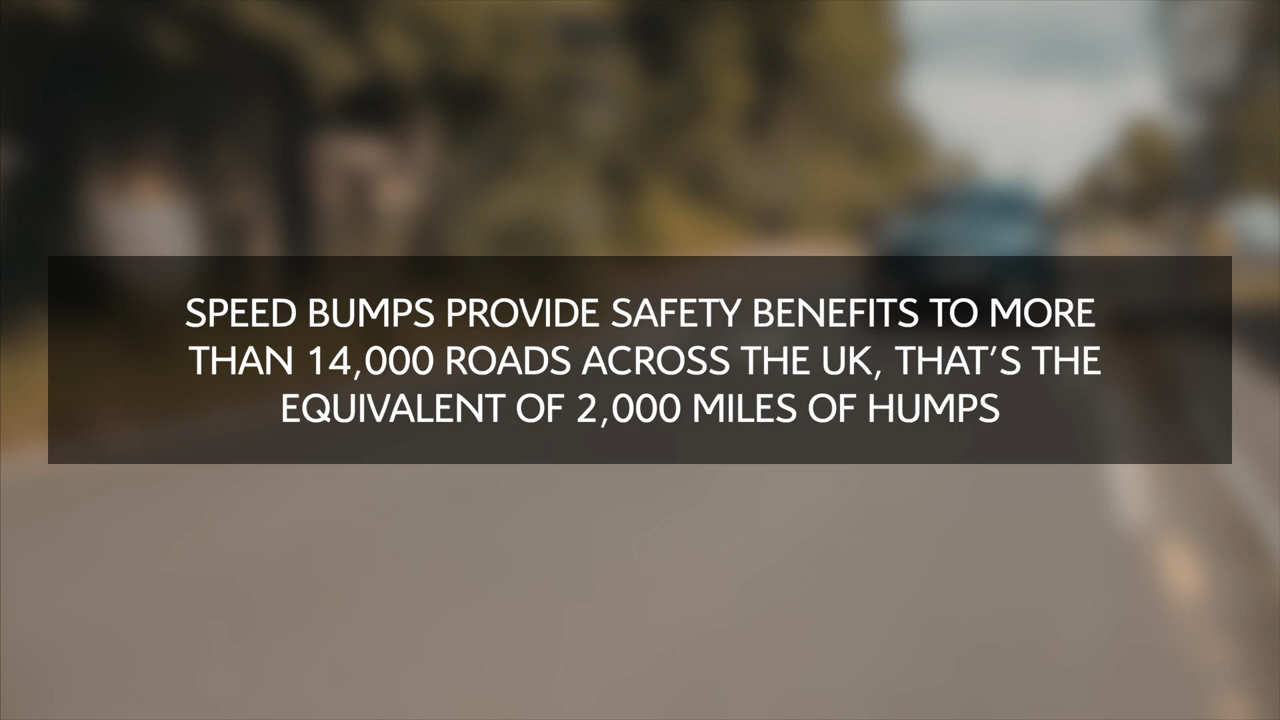 SPEED BUMPS PROVIDE SAFETY BENEFITS TO MORE
THAN 14,000 ROADS ACROSS THE UK, THAT’S THE
EQUIVALENT OF 2,000 MILES OF HUMPS